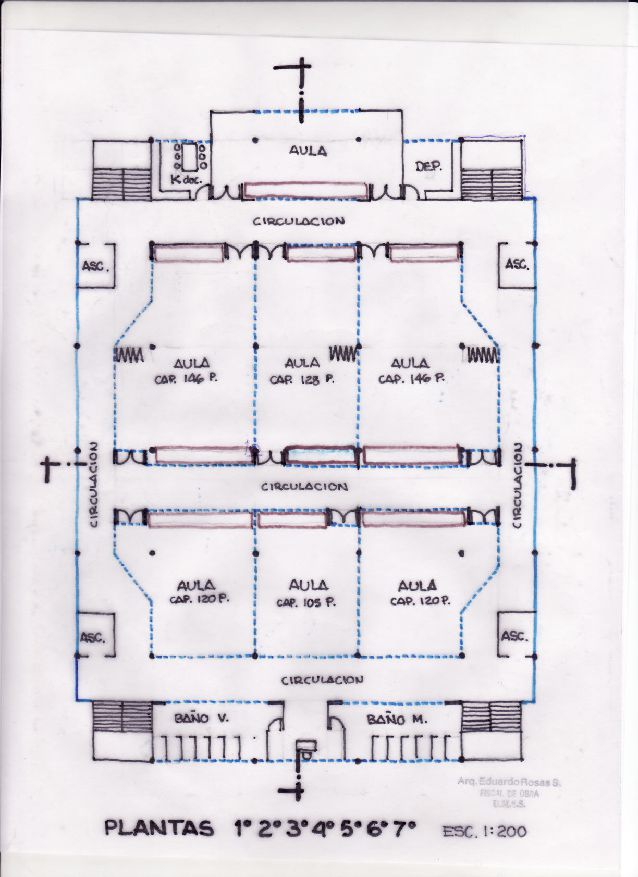 AULA
K doc.
DEP.
CIRCULACION
ASC.
ASC.
AULA
CAP. 146 P.
AULA
CAP. 128 P.
AULA
CAP. 146 P.
CIRCULACION
CIRCULACION
CIRCULACION
AULA
CAP. 120 P.
AULA
CAP. 105 P.
AULA
CAP. 120 P.
ASC.
ASC.
CIRCULACION
BAÑO V.
BAÑO M.
Arq. Eduardo Rosas S.
FISCAL DE OBRA
PLANTAS 1° 2° 3° 4° 5° 6° 7° ESC. 1:200